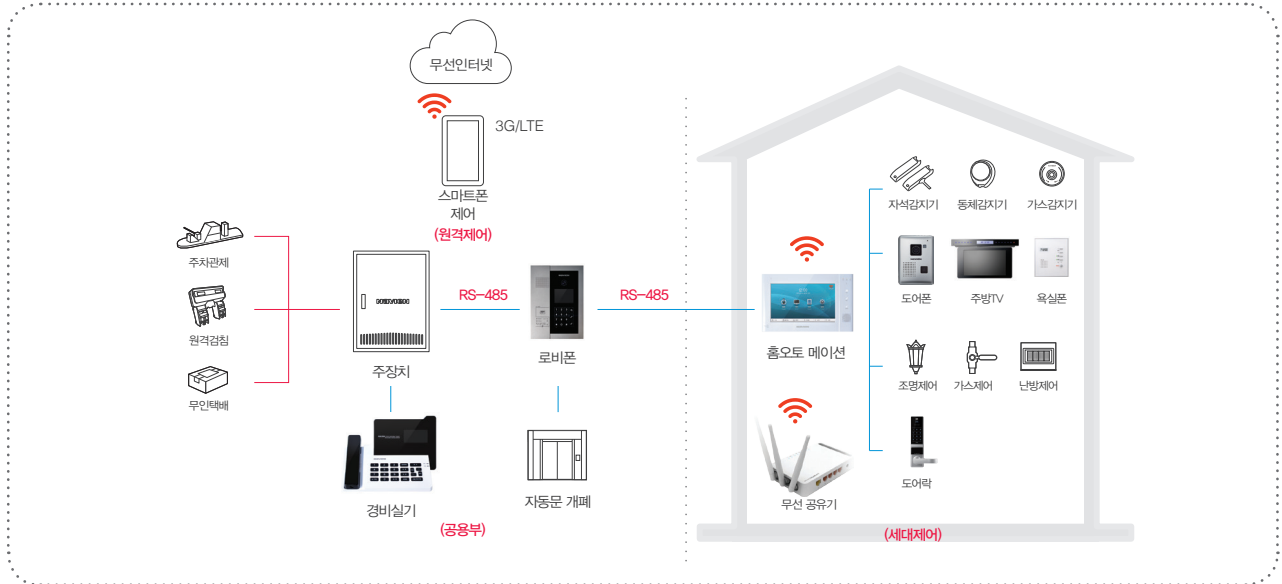 무선인터넷
3G/LTE
스마트폰
제어
(원격제어)
주차관제
원격검침
무인택배
주장치
RS-485
로비폰
RS-485
경비실기
자동문 개폐
(공용부)
자석감지기
동체감지기
가스감지기
도어폰
주방TV
욕실폰
홈오토 메이션
조명제어
가스제어
난방제어
무선 공유기
도어락
(세대제어)